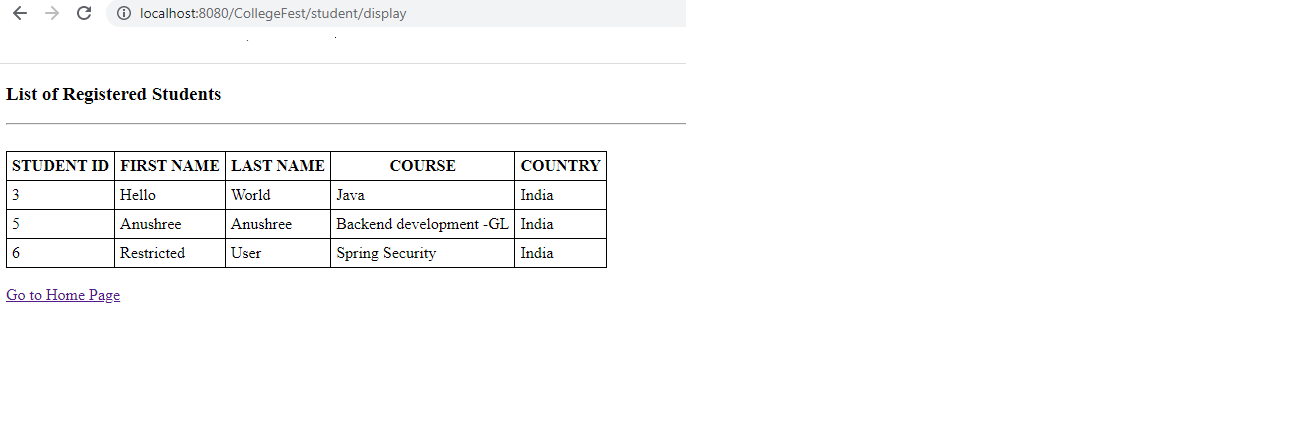 localhost:8080/CollegeFest/student/display
List of Registered Students
STUDENT ID FIRST NAME LAST NAME COURSE COUNTRY
3 Hello World Java India
5 Anushree Anushree Backend development -GL India
6 Restricted User Spring Security India
Go to Home Page